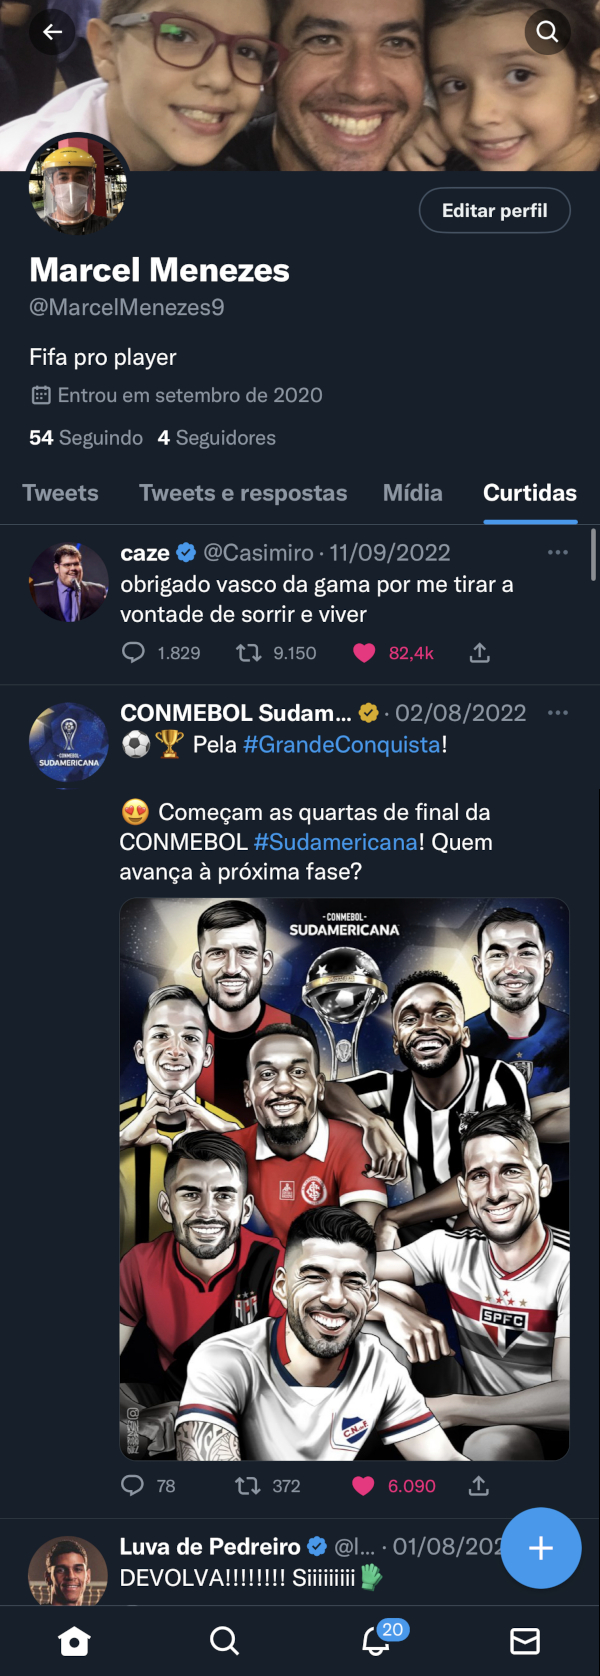 Editar perfil
Marcel Menezes
@MarcelMenezes9
Fifa pro player
Entrou em setembro de 2020
54 Seguindo 4 Seguidores
Tweets Tweets e respostas Mídia Curtidas
caze @Casimiro · 11/09/2022
obrigado vasco da gama por me tirar a
vontade de sorrir e viver
1.829 9.150 82,4k
CONMEBOL Sudam... · 02/08/2022
Pela #GrandeConquista!
CONMEBOL
SUDAMERICANA
Começam as quartas de final da
CONMEBOL #Sudamericana! Quem
avança à próxima fase?
-CONMEBOL-
SUDAMERICANA
SPFC
C.N. de F.
78 372 6.090
Luva de Pedreiro @l... · 01/08/202
DEVOLVA!!!!!!!! Siiiiiiiii
20